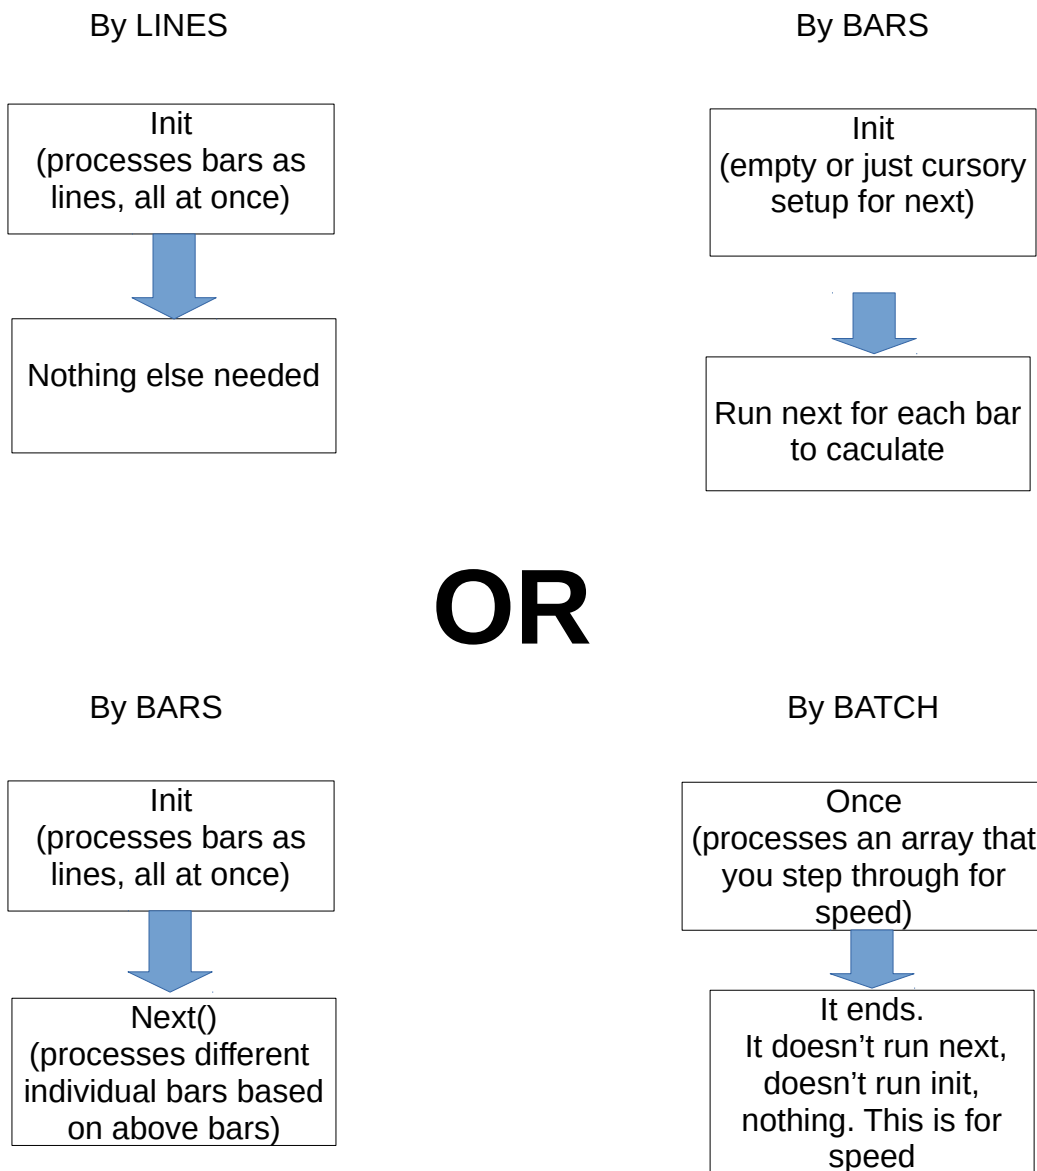 By LINES
Init
(processes bars as
lines, all at once)
Nothing else needed
By BARS
Init
(empty or just cursory
setup for next)
Run next for each bar
to caculate
OR
By BARS
Init
(processes bars as
lines, all at once)
Next()
(processes different
individual bars based
on above bars)
By BATCH
Once
(processes an array that
you step through for
speed)
It ends.
It doesn’t run next,
doesn’t run init,
nothing. This is for
speed